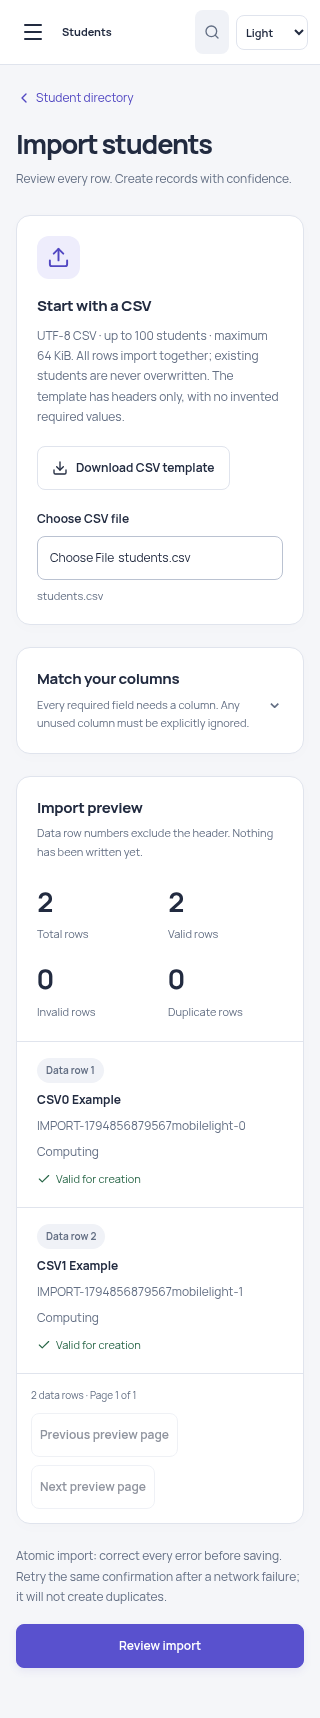 Students
Light
Student directory
Import students
Review every row. Create records with confidence.
Start with a CSV
UTF-8 CSV · up to 100 students · maximum
64 KiB. All rows import together; existing
students are never overwritten. The
template has headers only, with no invented
required values.
Download CSV template
Choose CSV file
Choose File students.csv
students.csv
Match your columns
Every required field needs a column. Any
unused column must be explicitly ignored.
Import preview
Data row numbers exclude the header. Nothing
has been written yet.
2 2
Total rows Valid rows
0 0
Invalid rows Duplicate rows
Data row 1
CSV0 Example
IMPORT-1794856879567mobilelight-0
Computing
Valid for creation
Data row 2
CSV1 Example
IMPORT-1794856879567mobilelight-1
Computing
Valid for creation
2 data rows · Page 1 of 1
Previous preview page
Next preview page
Atomic import: correct every error before saving.
Retry the same confirmation after a network failure;
it will not create duplicates.
Review import